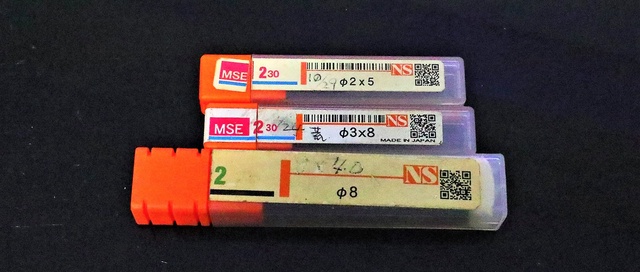 MSE 230 NS
φ2x5
MSE 230 NS
φ3x8
MADE IN JAPAN
2 NS
φ8